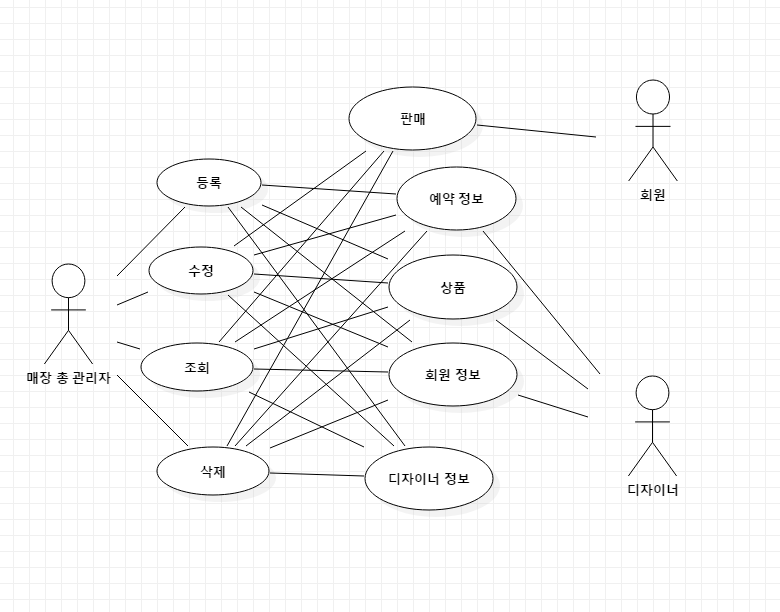 판매
등록
예약 정보
회원
수정
상품
조회
회원 정보
매장 총 관리자
삭제
디자이너 정보
디자이너